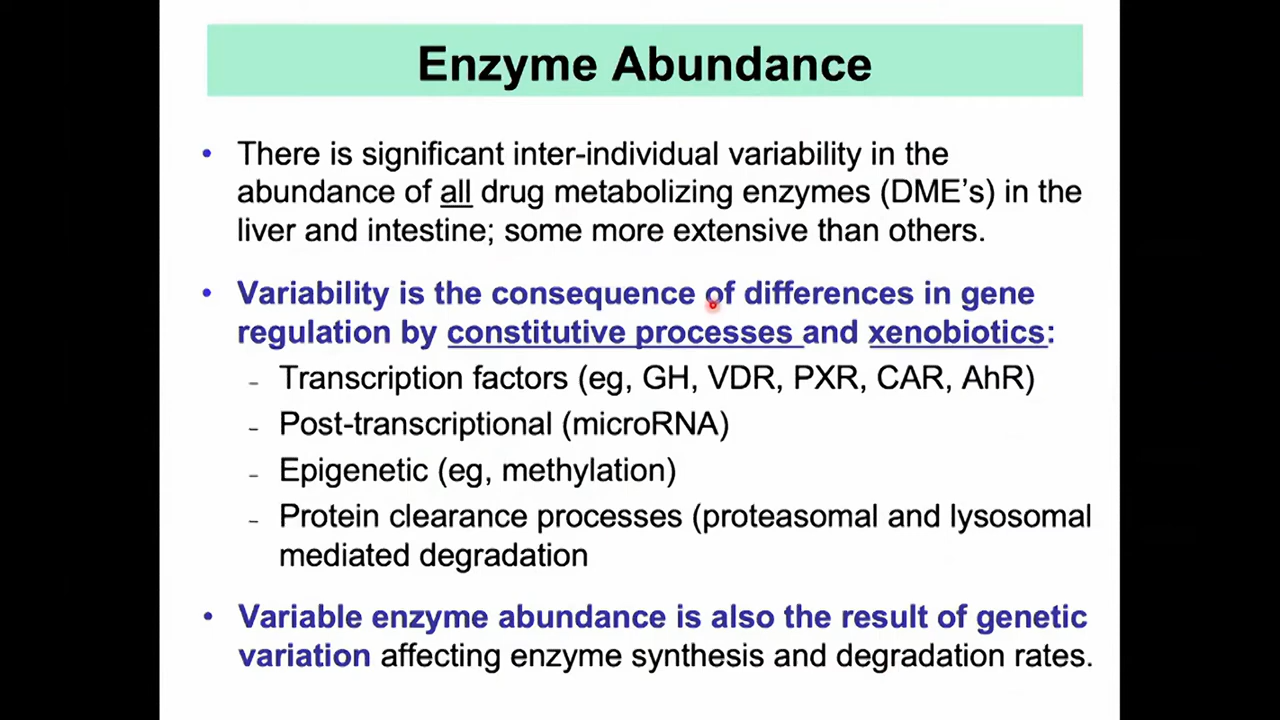 Enzyme Abundance
• There is significant inter-individual variability in the
abundance of all drug metabolizing enzymes (DME's) in the
liver and intestine; some more extensive than others.
• Variability is the consequence of differences in gene
regulation by constitutive processes and xenobiotics:
- Transcription factors (eg, GH, VDR, PXR, CAR, AhR)
- Post-transcriptional (microRNA)
- Epigenetic (eg, methylation)
- Protein clearance processes (proteasomal and lysosomal
mediated degradation
• Variable enzyme abundance is also the result of genetic
variation affecting enzyme synthesis and degradation rates.